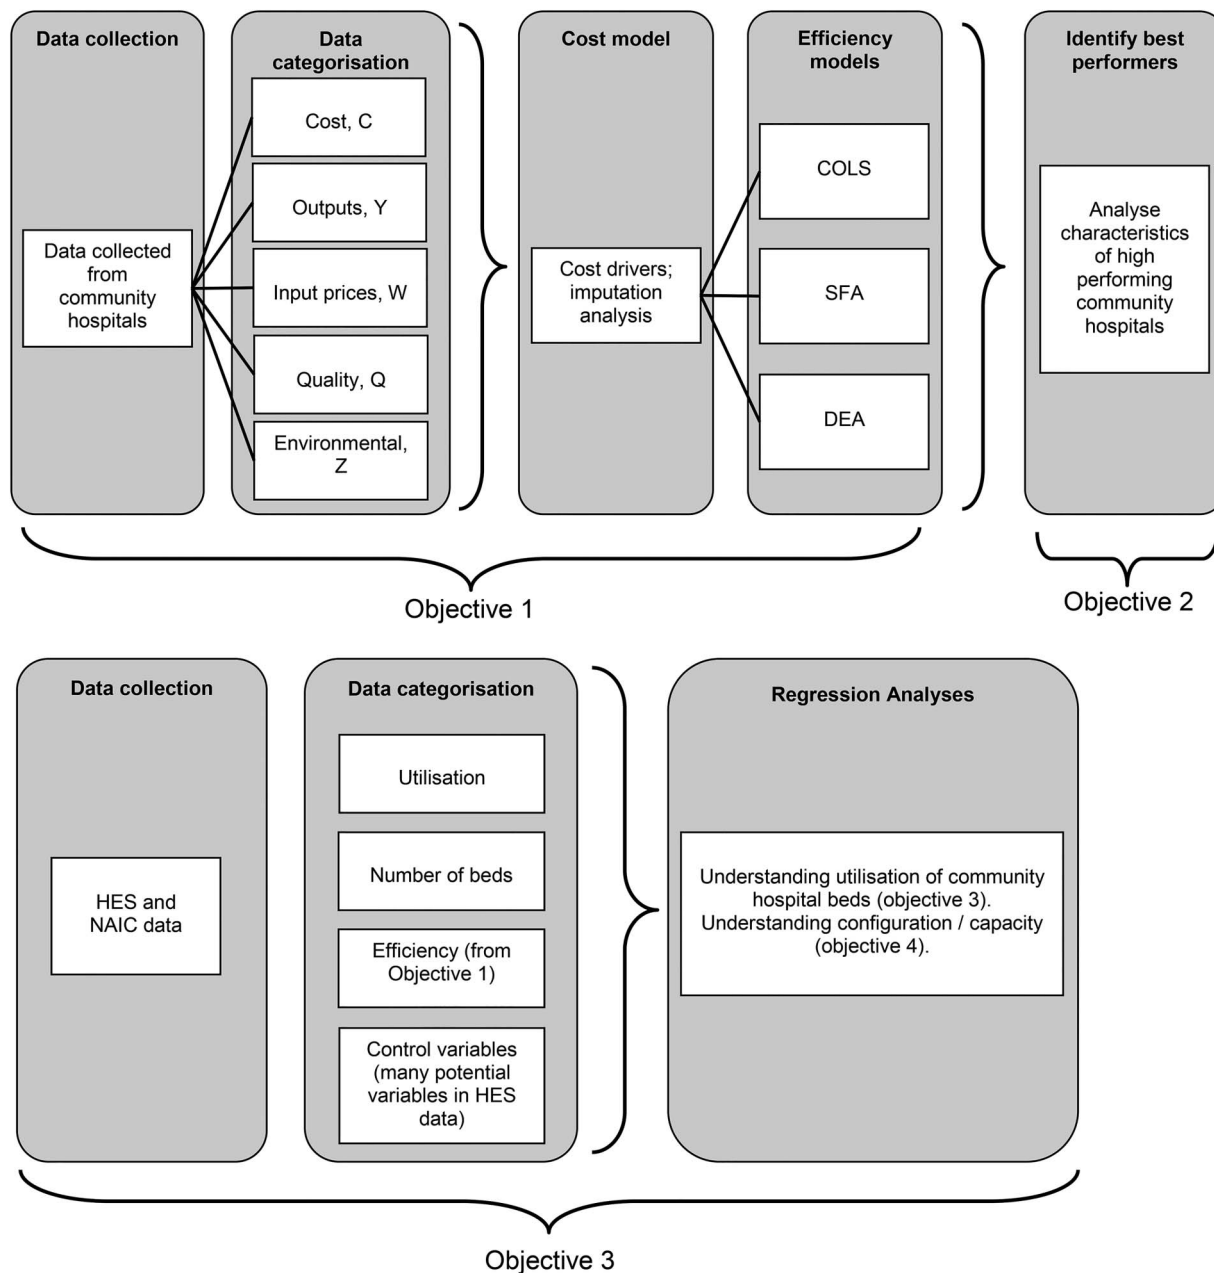 Data collection
Data collected
from
community
hospitals
Data
categorisation
Cost, C
Outputs, Y
Input prices, W
Quality, Q
Environmental,
Z
Cost model
Cost drivers;
imputation
analysis
Efficiency
models
COLS
SFA
DEA
Identify best
performers
Analyse
characteristics
of high
performing
community
hospitals
Objective 1
Objective 2
Data collection
HES and
NAIC data
Data categorisation
Utilisation
Number of beds
Efficiency (from
Objective 1)
Control variables
(many potential
variables in HES
data)
Regression Analyses
Understanding utilisation of community
hospital beds (objective 3).
Understanding configuration / capacity
(objective 4).
Objective 3